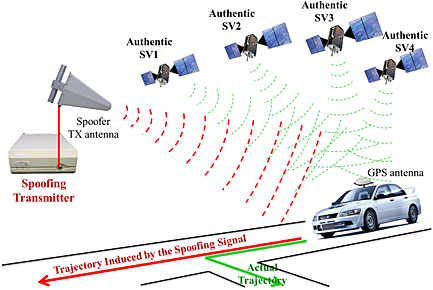 Authentic
SV1
Authentic
SV2
Authentic
SV3
Authentic
SV4
Spoofer
TX antenna
GPS antenna
Spoofing
Transmitter
Trajectory Induced by the Spoofing Signal
Actual
Trajectory